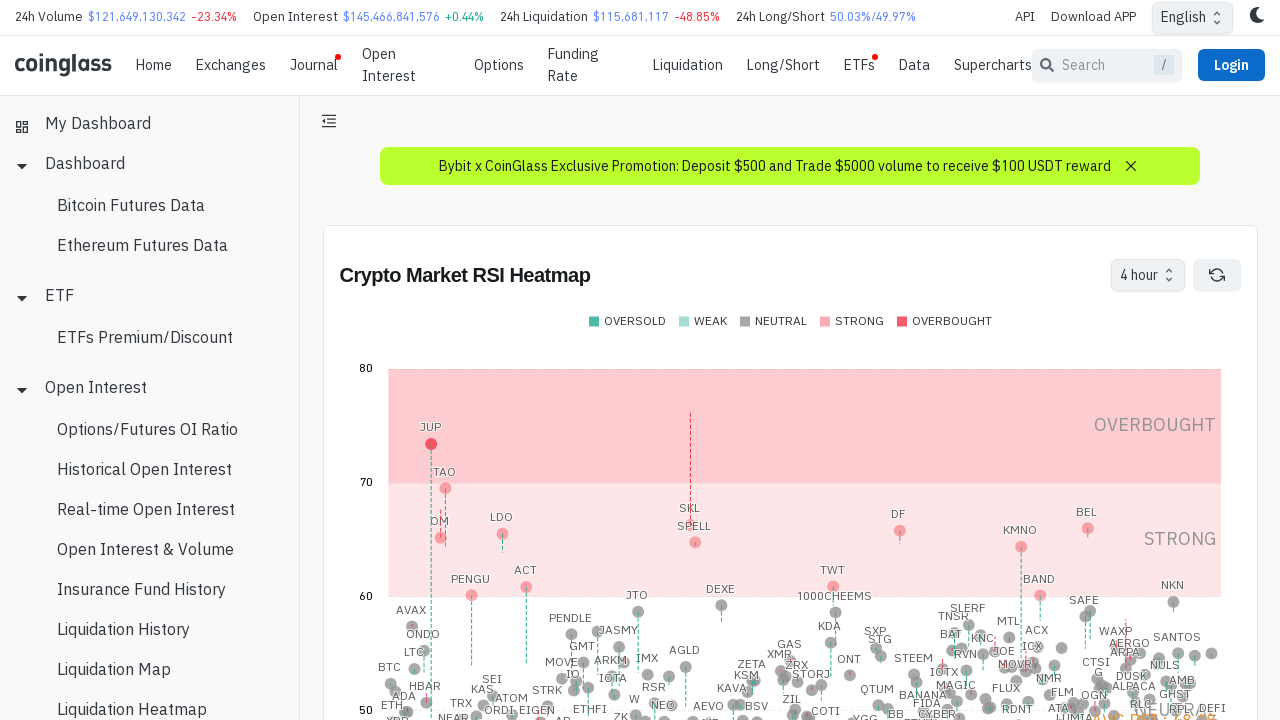 24h Volume $121,649,130,342 -23.34% Open Interest $145,466,841,576 +0.44% 24h Liquidation $115,681,117 -48.85% 24h Long/Short 50.03%/49.97% API Download APP English
coinglass Home Exchanges Journal Open Interest Options Funding Rate Liquidation Long/Short ETFs Data Supercharts Search / Login
My Dashboard
Dashboard
Bitcoin Futures Data
Ethereum Futures Data
ETF
ETFs Premium/Discount
Open Interest
Options/Futures OI Ratio
Historical Open Interest
Real-time Open Interest
Open Interest & Volume
Insurance Fund History
Liquidation History
Liquidation Map
Liquidation Heatmap
Bybit x CoinGlass Exclusive Promotion: Deposit $500 and Trade $5000 volume to receive $100 USDT reward
Crypto Market RSI Heatmap 4 hour
OVERSOLD WEAK NEUTRAL STRONG OVERBOUGHT
80
OVERBOUGHT
JUP
TAO
70
SKL
OM LDO SPELL DF BEL
KMNO
STRONG
PENGU ACT TWT BAND NKN
60
JTO DEXE 1000CHEEMS SAFE
AVAX PENDLE SLERF
TNSR MTL
ONDO JASMY KDA SXP BAT KNC ACX WAXP SANTOS
STG AERGO
LTC GMT AGLD GAS RVN JOE ICX ARPA
BTC MOVE ARKM IMX ZETA XMR ZRX ONT STEEM MOVR CTSI NULS
IO IOTA KSM STORJ IOTX NMR G DUSK
ADA HBAR KAS SEI STRK RSR KAVA QTUM MAGIC FLUX FLM ALPACA AMB
ETH TRX ATOM NEO AEVO BSV ZIL BANANA FIDA OGN GHST
ORDI EIGEN ETHFI COTI RDNT ATA RLC REI DEFI
50 NEAR ZK XGG BB CYBER
NEUTRAL